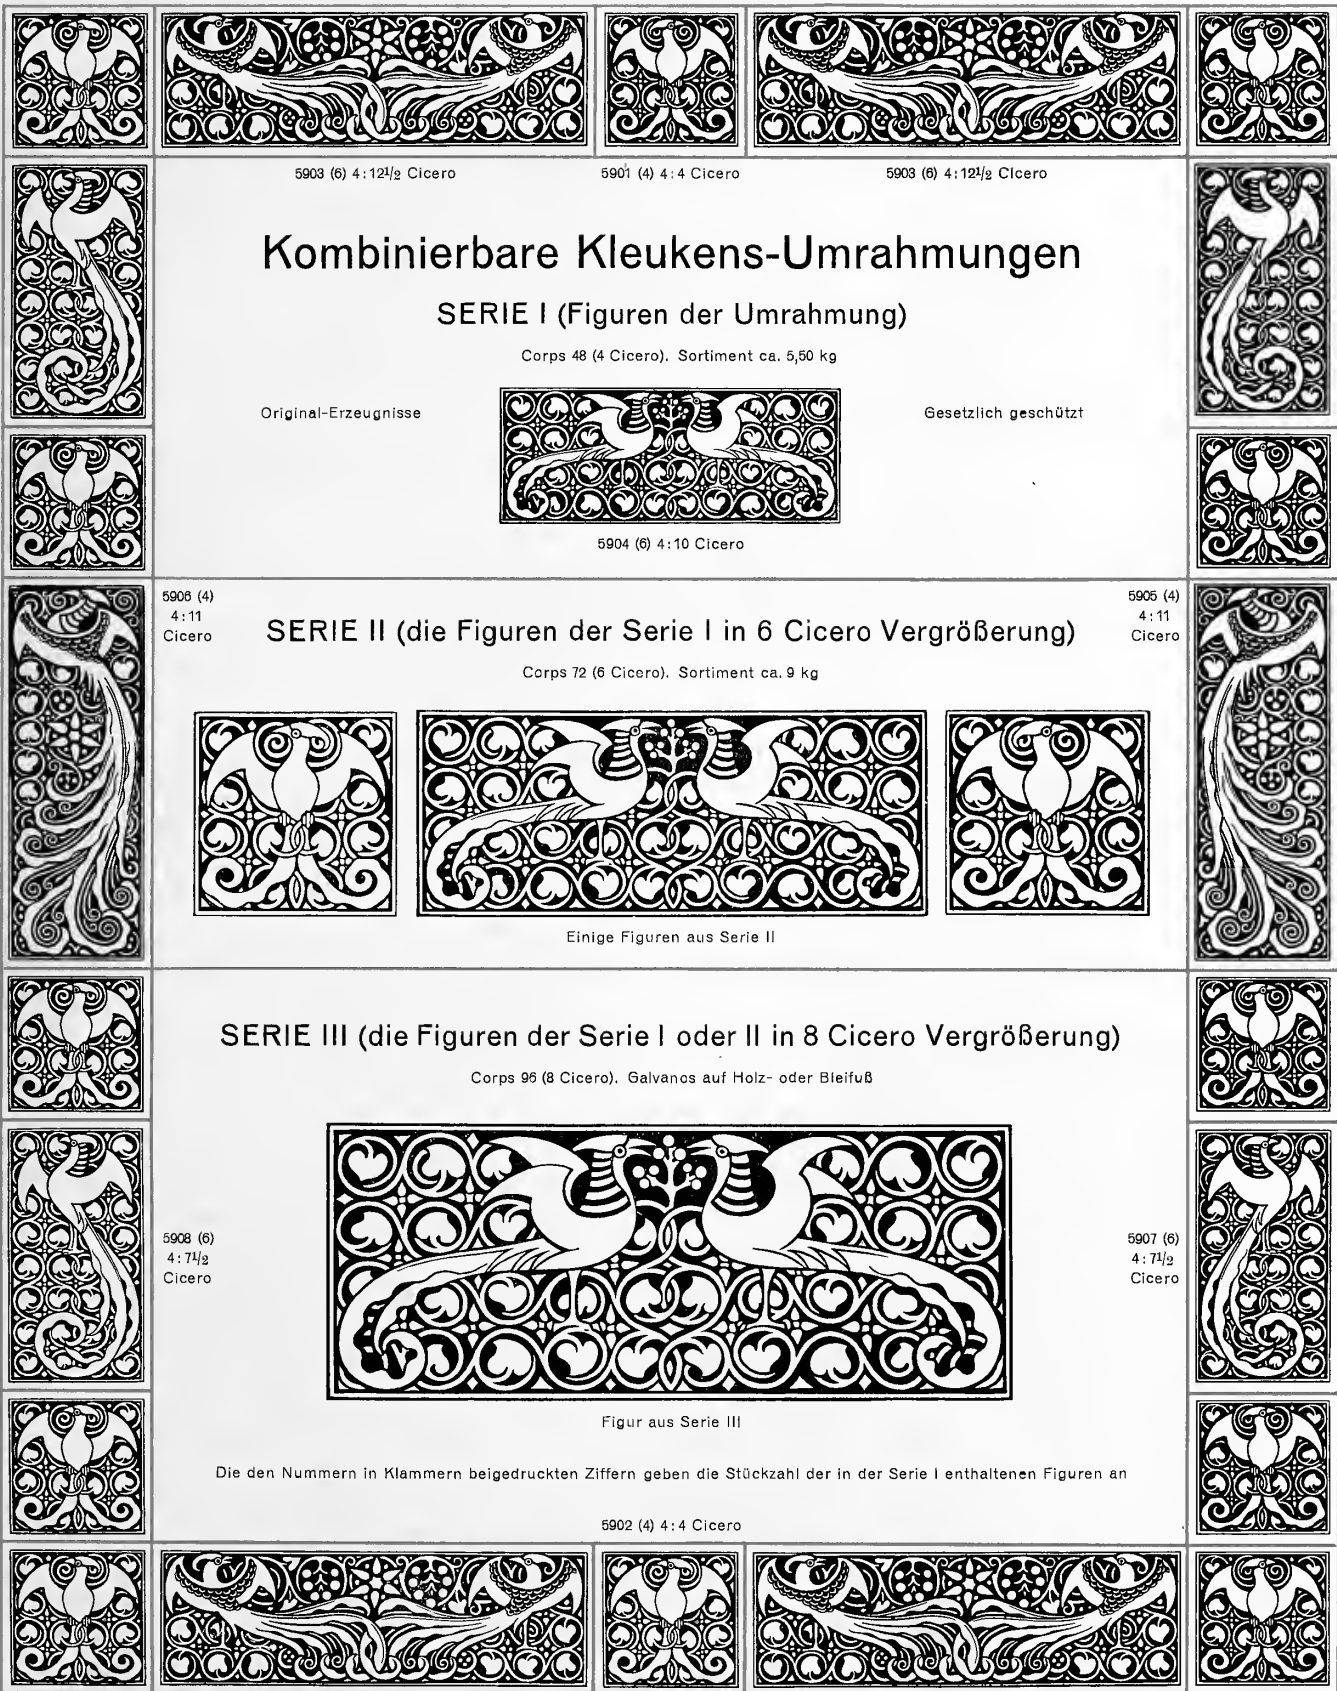 5903 (6) 4:12½ Cicero
5901 (4) 4:4 Cicero
5903 (6) 4:12½ Cicero
Kombinierbare Kleukens-Umrahmungen
SERIE I (Figuren der Umrahmung)
Corps 48 (4 Cicero). Sortiment ca. 5,50 kg
Original-Erzeugnisse
Gesetzlich geschützt
5904 (6) 4:10 Cicero
5906 (4)
4:11
Cicero
5905 (4)
4:11
Cicero
SERIE II (die Figuren der Serie I in 6 Cicero Vergrößerung)
Corps 72 (6 Cicero). Sortiment ca. 9 kg
Einige Figuren aus Serie II
SERIE III (die Figuren der Serie I oder II in 8 Cicero Vergrößerung)
Corps 96 (8 Cicero). Galvanos auf Holz- oder Bleifuß
5908 (6)
4:7½
Cicero
5907 (6)
4:7½
Cicero
Figur aus Serie III
Die den Nummern in Klammern beigedruckten Ziffern geben die Stückzahl der in der Serie I enthaltenen Figuren an
5902 (4) 4:4 Cicero